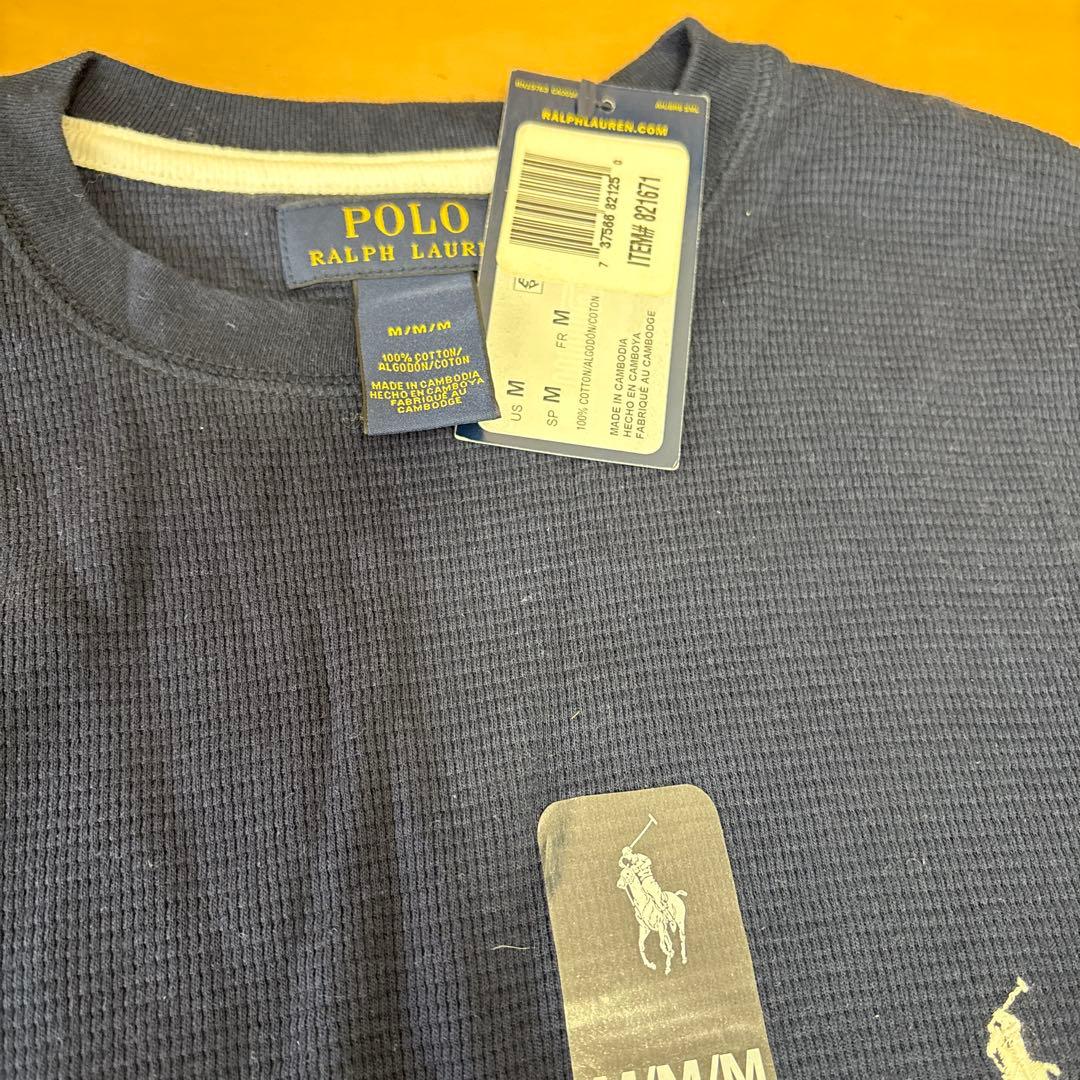 RALPHLAUREN.COM
7 37566 82125 0
ITEM# 821671
POLO
RALPH LAUR
M/M/M
100% COTTON/
ALGODÓN/COTON
MADE IN CAMBODIA
HECHO EN CAMBOYA
FABRIQUÉ AU
CAMBODGE
US M
SP M
FR M
100% COTTON/ALGODÓN/COTON
MADE IN CAMBODIA
HECHO EN CAMBOYA
FABRIQUÉ AU CAMBODGE
M/M/M